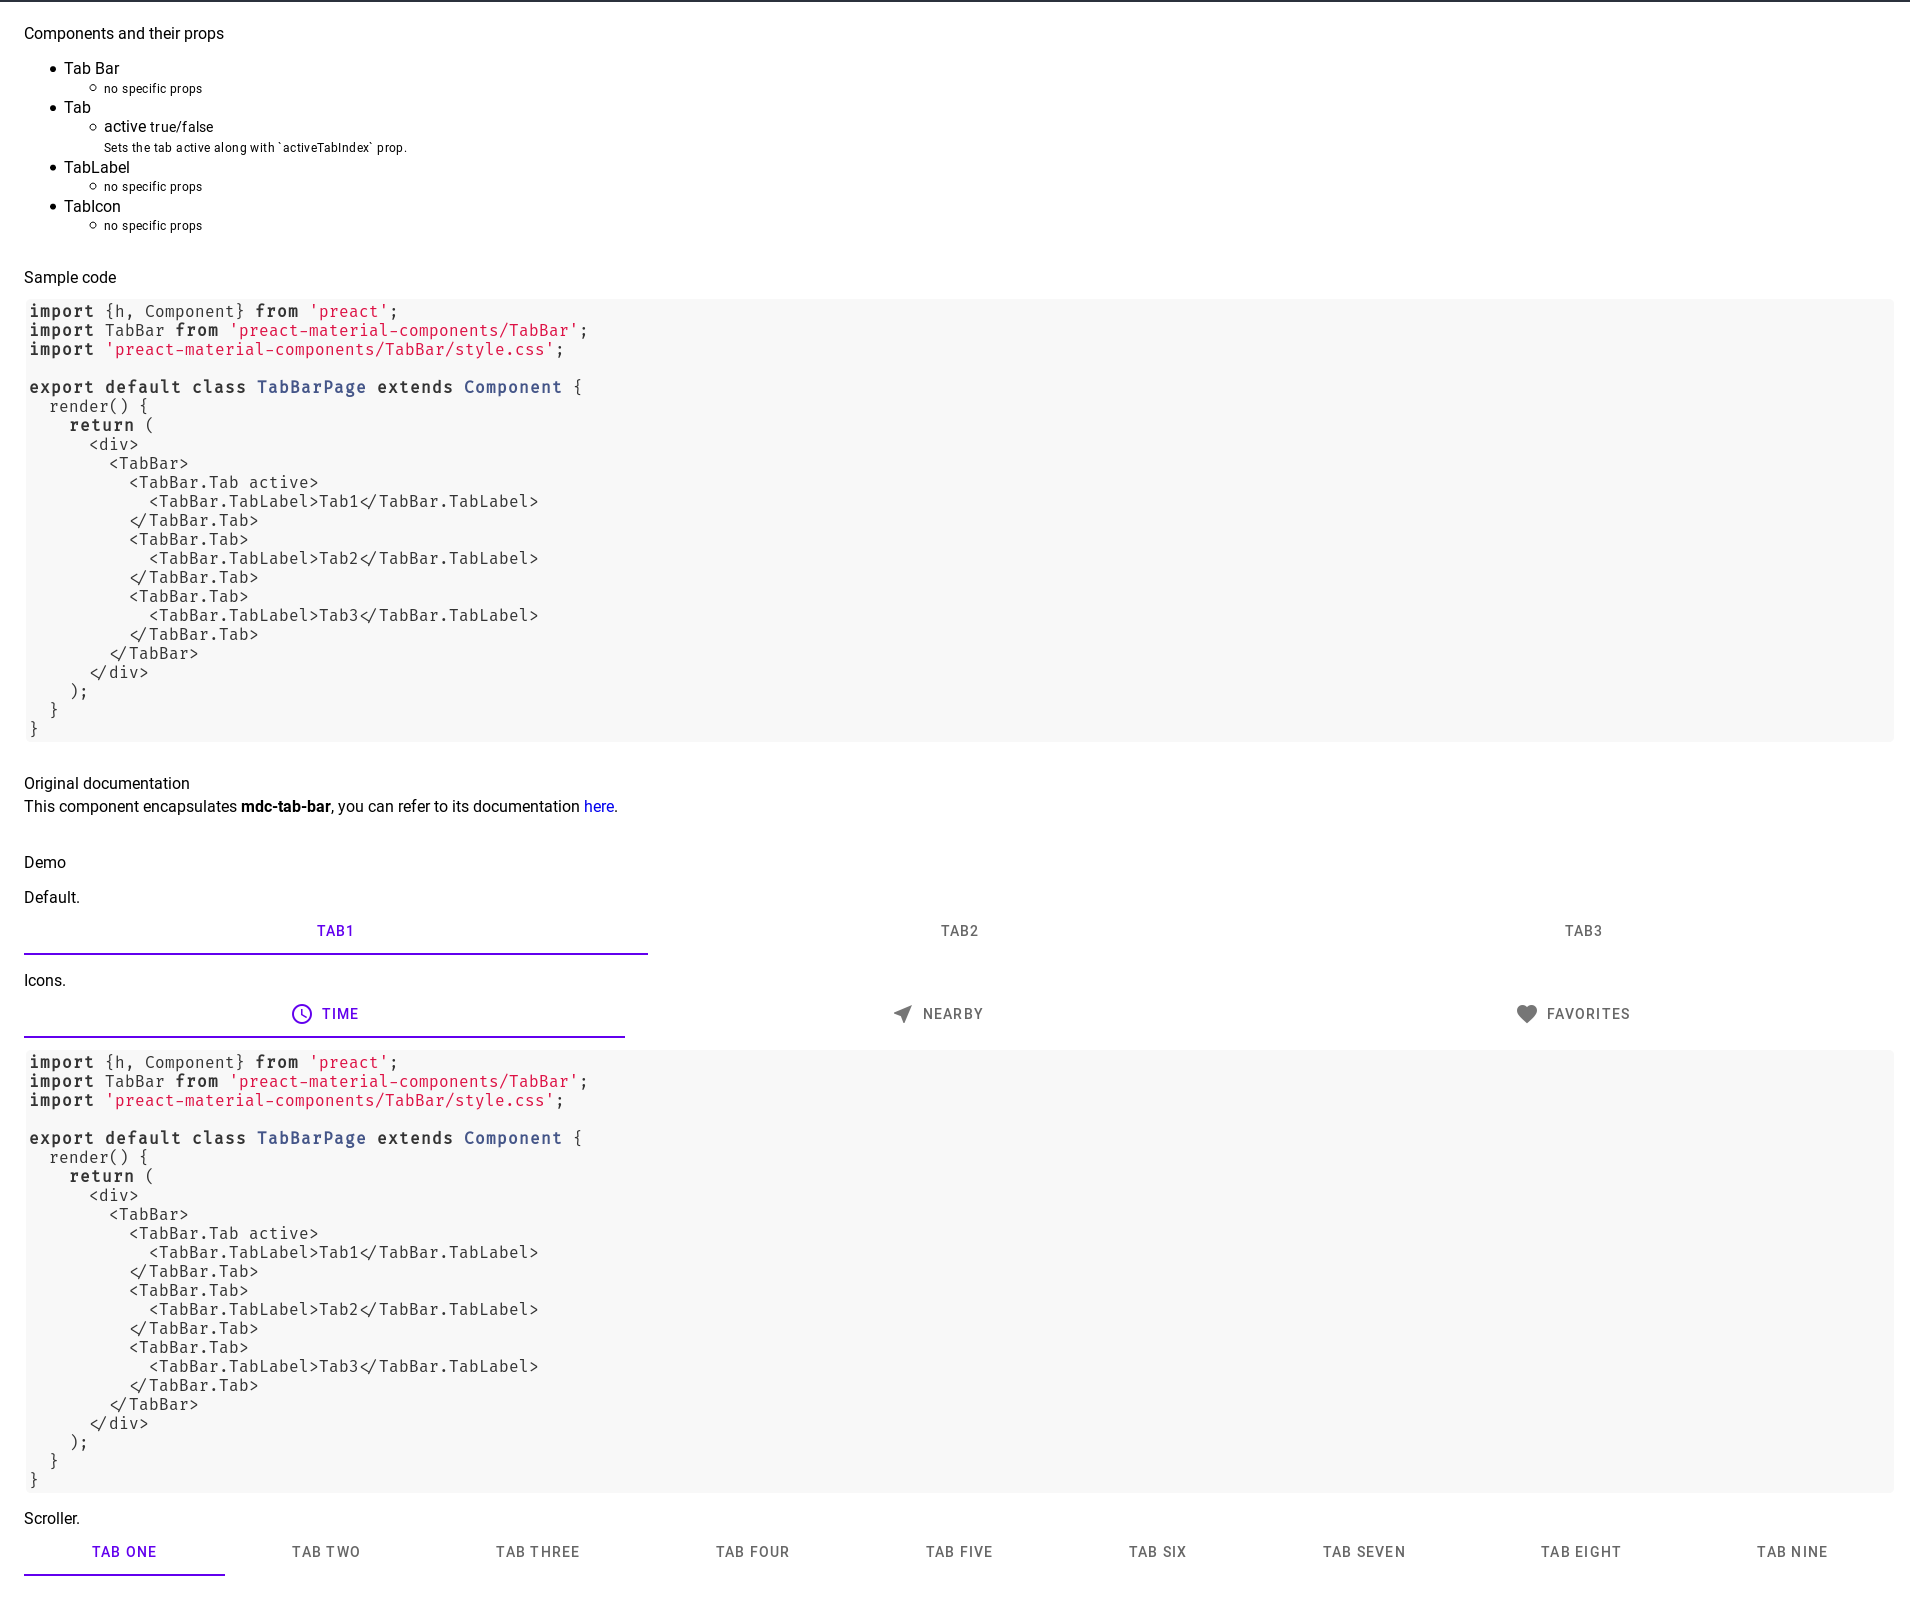 Components and their props
Tab Bar
no specific props
Tab
active true/false
Sets the tab active along with `activeTabIndex` prop.
TabLabel
no specific props
TabIcon
no specific props
Sample code
import {h, Component} from 'preact';
import TabBar from 'preact-material-components/TabBar';
import 'preact-material-components/TabBar/style.css';
export default class TabBarPage extends Component {
render() {
return (
<div>
<TabBar>
<TabBar.Tab active>
<TabBar.TabLabel>Tab1</TabBar.TabLabel>
</TabBar.Tab>
<TabBar.Tab>
<TabBar.TabLabel>Tab2</TabBar.TabLabel>
</TabBar.Tab>
<TabBar.Tab>
<TabBar.TabLabel>Tab3</TabBar.TabLabel>
</TabBar.Tab>
</TabBar>
</div>
);
}
}
Original documentation
This component encapsulates mdc-tab-bar, you can refer to its documentation here.
Demo
Default.
TAB1 TAB2 TAB3
Icons.
TIME NEARBY FAVORITES
import {h, Component} from 'preact';
import TabBar from 'preact-material-components/TabBar';
import 'preact-material-components/TabBar/style.css';
export default class TabBarPage extends Component {
render() {
return (
<div>
<TabBar>
<TabBar.Tab active>
<TabBar.TabLabel>Tab1</TabBar.TabLabel>
</TabBar.Tab>
<TabBar.Tab>
<TabBar.TabLabel>Tab2</TabBar.TabLabel>
</TabBar.Tab>
<TabBar.Tab>
<TabBar.TabLabel>Tab3</TabBar.TabLabel>
</TabBar.Tab>
</TabBar>
</div>
);
}
}
Scroller.
TAB ONE TAB TWO TAB THREE TAB FOUR TAB FIVE TAB SIX TAB SEVEN TAB EIGHT TAB NINE